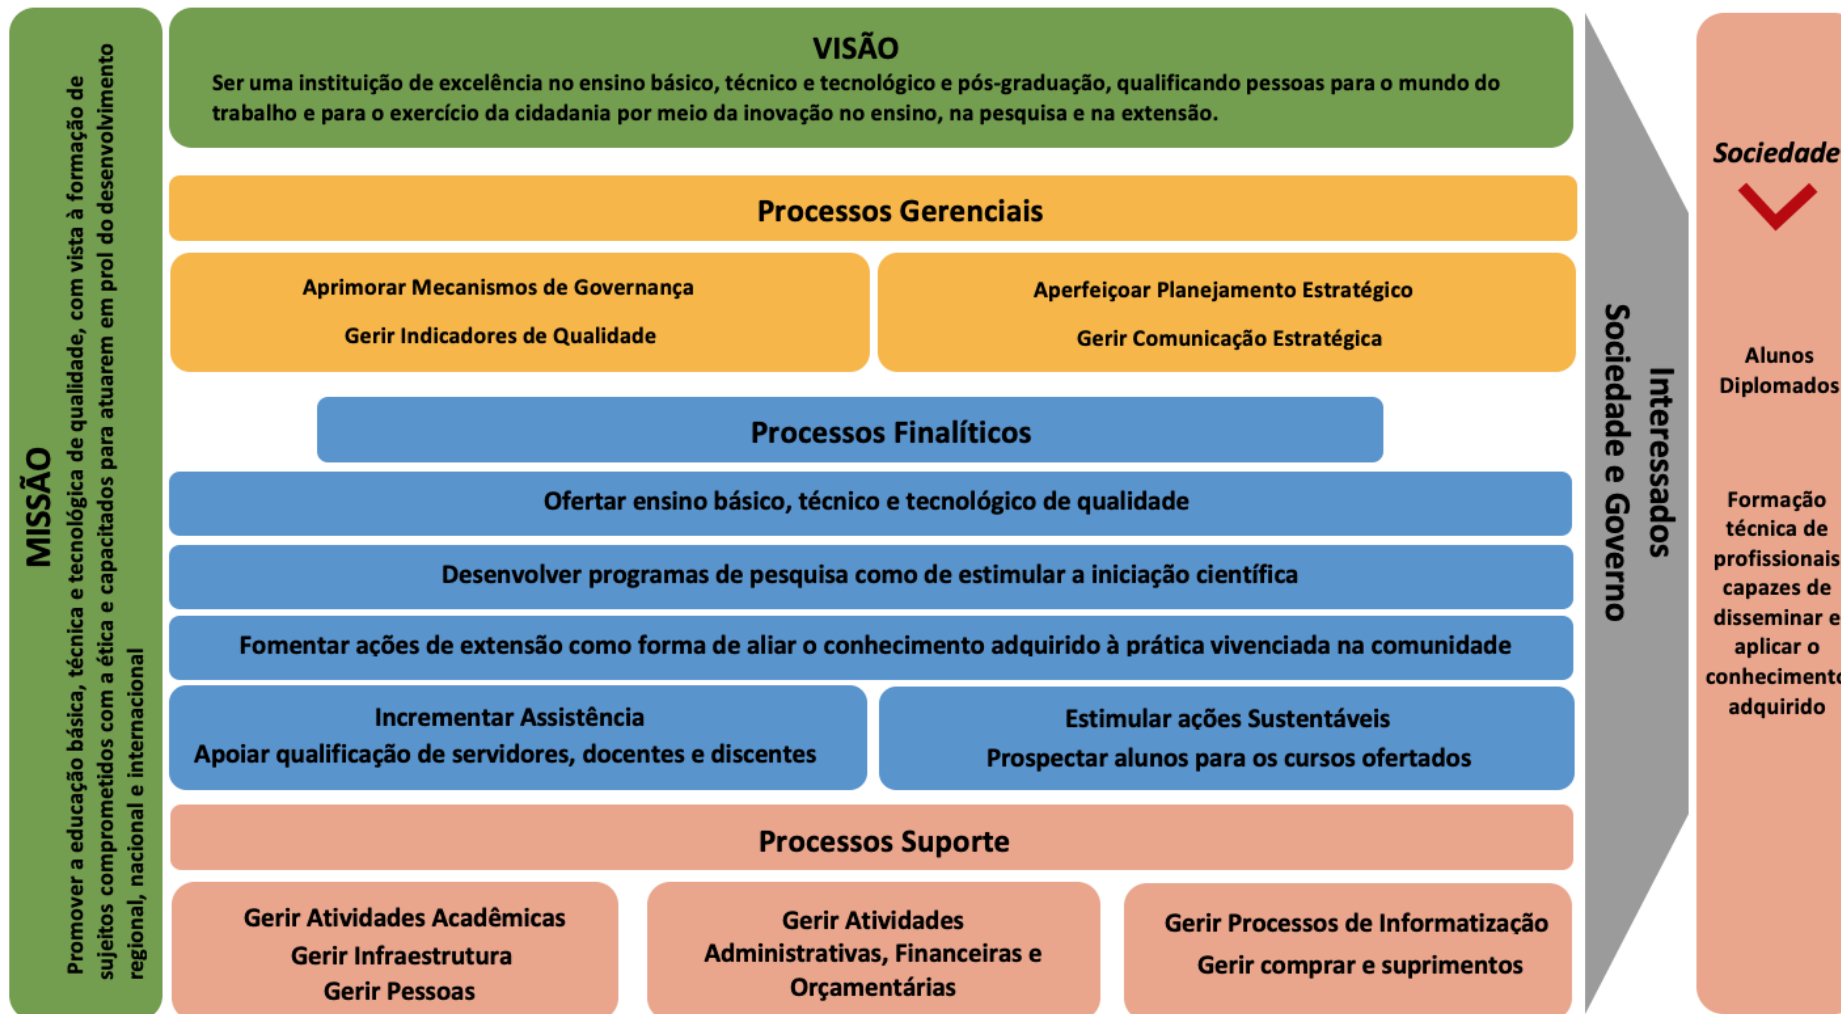 MISSÃO
Promover a educação básica, técnica e tecnológica de qualidade, com vista à formação de
sujeitos comprometidos com a ética e capacitados para atuarem em prol do desenvolvimento
regional, nacional e internacional
VISÃO
Ser uma instituição de excelência no ensino básico, técnico e tecnológico e pós-graduação, qualificando pessoas para o mundo do
trabalho e para o exercício da cidadania por meio da inovação no ensino, na pesquisa e na extensão.
Processos Gerenciais
Aprimorar Mecanismos de Governança
Gerir Indicadores de Qualidade
Aperfeiçoar Planejamento Estratégico
Gerir Comunicação Estratégica
Processos Finalíticos
Ofertar ensino básico, técnico e tecnológico de qualidade
Desenvolver programas de pesquisa como de estimular a iniciação científica
Fomentar ações de extensão como forma de aliar o conhecimento adquirido à prática vivenciada na comunidade
Incrementar Assistência
Apoiar qualificação de servidores, docentes e discentes
Estimular ações Sustentáveis
Prospectar alunos para os cursos ofertados
Processos Suporte
Gerir Atividades Acadêmicas
Gerir Infraestrutura
Gerir Pessoas
Gerir Atividades
Administrativas, Financeiras e
Orçamentárias
Gerir Processos de Informatização
Gerir comprar e suprimentos
Interessados
Sociedade e Governo
Sociedade
Alunos
Diplomados
Formação
técnica de
profissionais
capazes de
disseminar e
aplicar o
conhecimento
adquirido